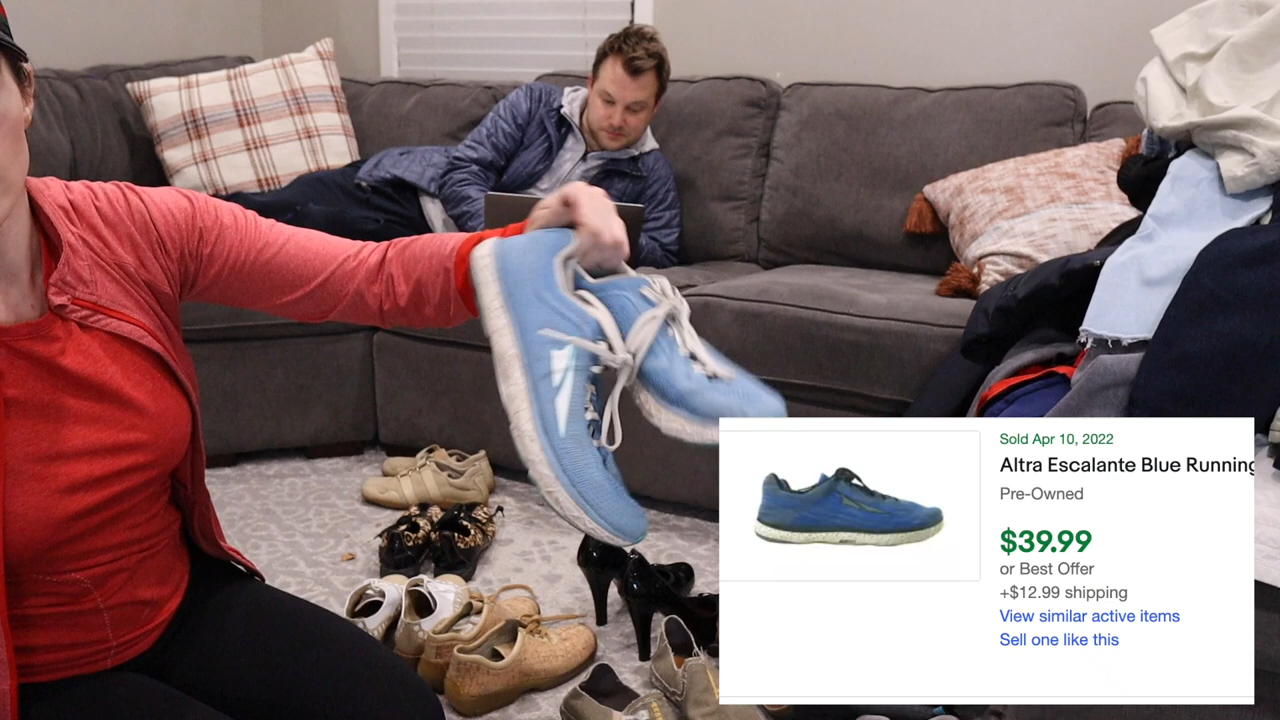 Sold Apr 10, 2022
Altra Escalante Blue Running
Pre-Owned
$39.99
or Best Offer
+$12.99 shipping
View similar active items
Sell one like this